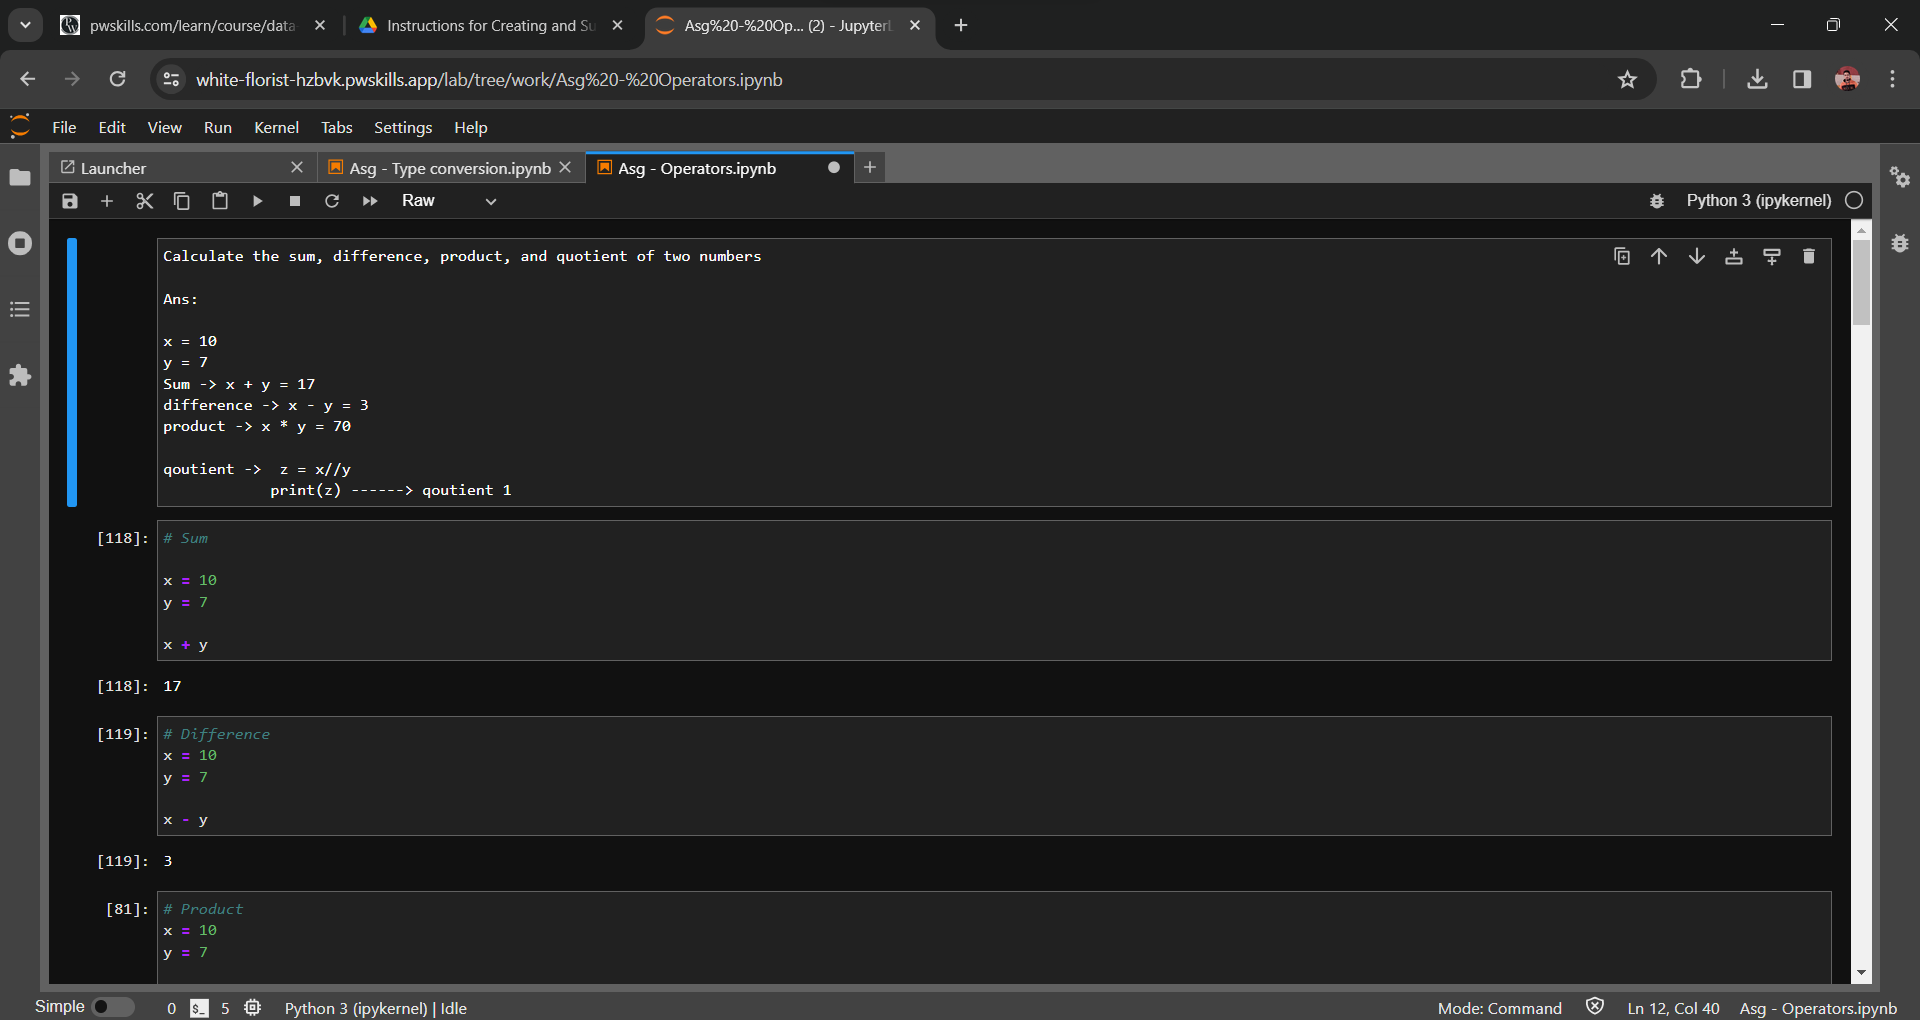 pwskills.com/learn/course/data-
Instructions for Creating and Su
Asg%20-%20Op... (2) - JupyterL
white-florist-hzbvk.pwskills.app/lab/tree/work/Asg%20-%20Operators.ipynb
File Edit View Run Kernel Tabs Settings Help
Launcher
Asg - Type conversion.ipynb
Asg - Operators.ipynb
Raw
Python 3 (ipykernel)
Calculate the sum, difference, product, and quotient of two numbers
Ans:
x = 10
y = 7
Sum -> x + y = 17
difference -> x - y = 3
product -> x * y = 70
qoutient ->  z = x//y
print(z) ------> qoutient 1
[118]: # Sum
x = 10
y = 7
x + y
[118]: 17
[119]: # Difference
x = 10
y = 7
x - y
[119]: 3
[81]: # Product
x = 10
y = 7
Simple 0 $_ 5 Python 3 (ipykernel) | Idle
Mode: Command Ln 12, Col 40 Asg - Operators.ipynb